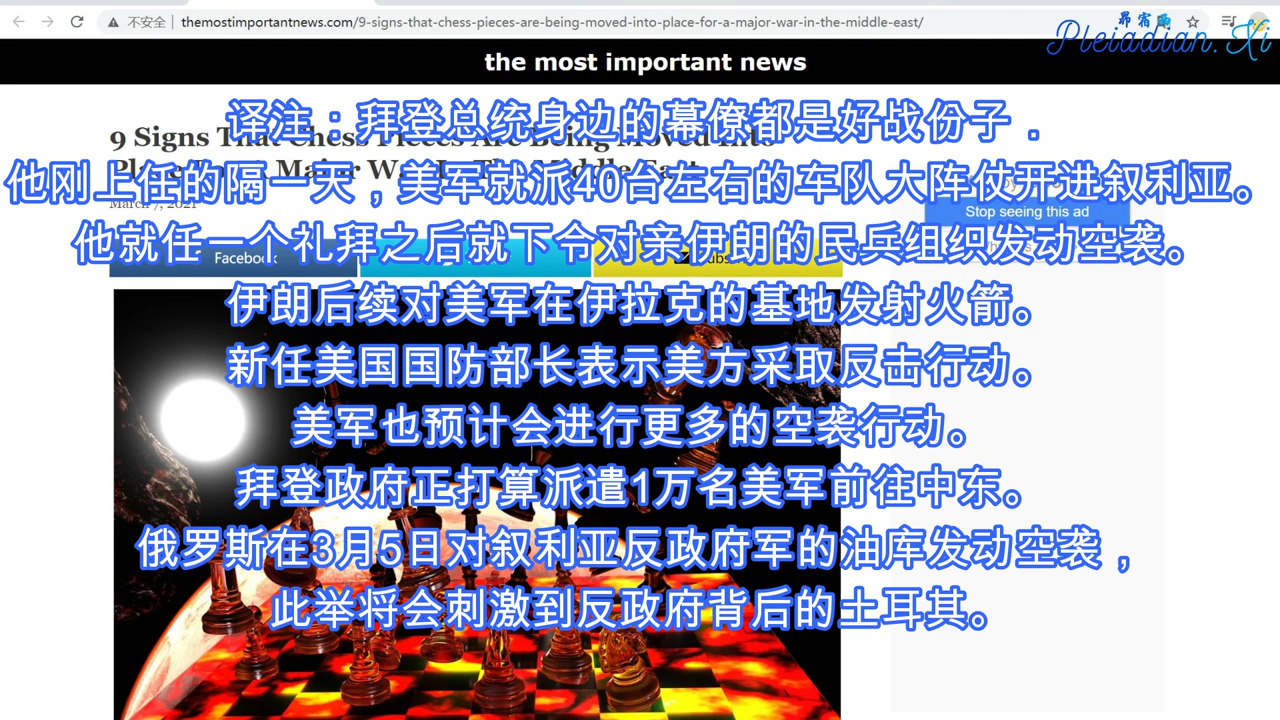 不安全 | themostimportantnews.com/9-signs-that-chess-pieces-are-being-moved-into-place-for-a-major-war-in-the-middle-east/
昴宿
Pleiadian.Xi
the most important news
译注：拜登总统身边的幕僚都是好战份子．
9 Signs That Chess Pieces Are Being Moved Into
Place For A Major War In The Middle East
他刚上任的隔一天，美军就派40台左右的车队大阵仗开进叙利亚。
March 7, 2021
Stop seeing this ad
他就任一个礼拜之后就下令对亲伊朗的民兵组织发动空袭。
Facebook
伊朗后续对美军在伊拉克的基地发射火箭。
新任美国国防部长表示美方采取反击行动。
美军也预计会进行更多的空袭行动。
拜登政府正打算派遣1万名美军前往中东。
俄罗斯在3月5日对叙利亚反政府军的油库发动空袭，
此举将会刺激到反政府背后的土耳其。